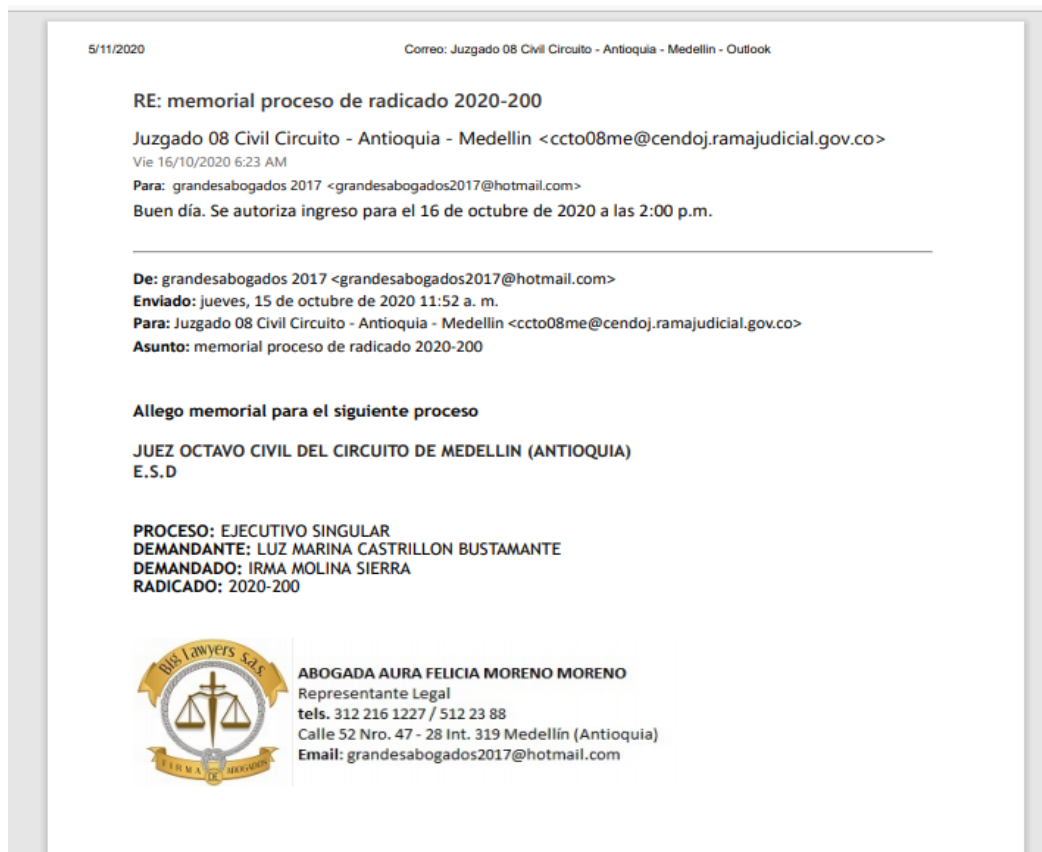 5/11/2020 Correo: Juzgado 08 Civil Circuito - Antioquia - Medellin - Outlook
RE: memorial proceso de radicado 2020-200
Juzgado 08 Civil Circuito - Antioquia - Medellin <ccto08me@cendoj.ramajudicial.gov.co>
Vie 16/10/2020 6:23 AM
Para: grandesabogados 2017 <grandesabogados2017@hotmail.com>
Buen día. Se autoriza ingreso para el 16 de octubre de 2020 a las 2:00 p.m.
De: grandesabogados 2017 <grandesabogados2017@hotmail.com>
Enviado: jueves, 15 de octubre de 2020 11:52 a. m.
Para: Juzgado 08 Civil Circuito - Antioquia - Medellin <ccto08me@cendoj.ramajudicial.gov.co>
Asunto: memorial proceso de radicado 2020-200
Allego memorial para el siguiente proceso
JUEZ OCTAVO CIVIL DEL CIRCUITO DE MEDELLIN (ANTIOQUIA)
E.S.D
PROCESO: EJECUTIVO SINGULAR
DEMANDANTE: LUZ MARINA CASTRILLON BUSTAMANTE
DEMANDADO: IRMA MOLINA SIERRA
RADICADO: 2020-200
Big Lawyers s.a.s.
FIRMA DE ABOGADOS
ABOGADA AURA FELICIA MORENO MORENO
Representante Legal
tels. 312 216 1227 / 512 23 88
Calle 52 Nro. 47 - 28 Int. 319 Medellín (Antioquia)
Email: grandesabogados2017@hotmail.com